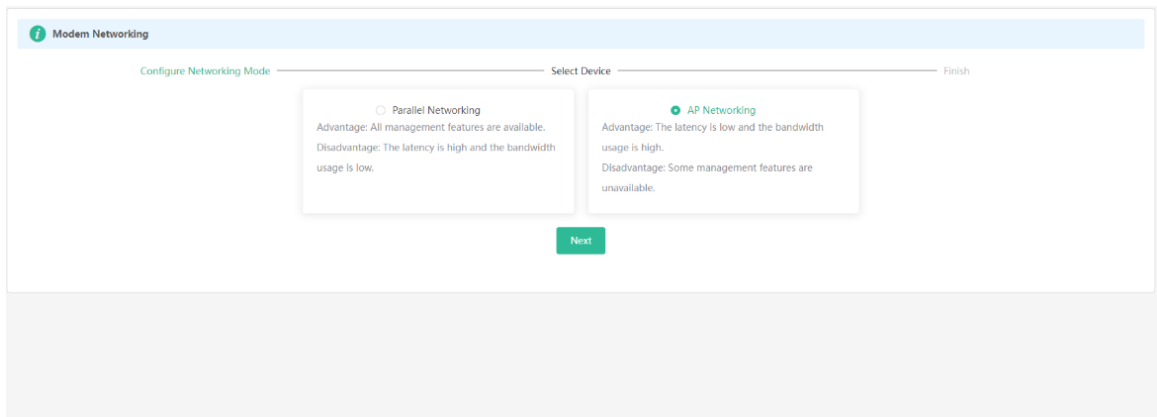 Modem Networking
Configure Networking Mode
Select Device
Finish
Parallel Networking
Advantage: All management features are available.
Disadvantage: The latency is high and the bandwidth
usage is low.
AP Networking
Advantage: The latency is low and the bandwidth
usage is high.
Disadvantage: Some management features are
unavailable.
Next